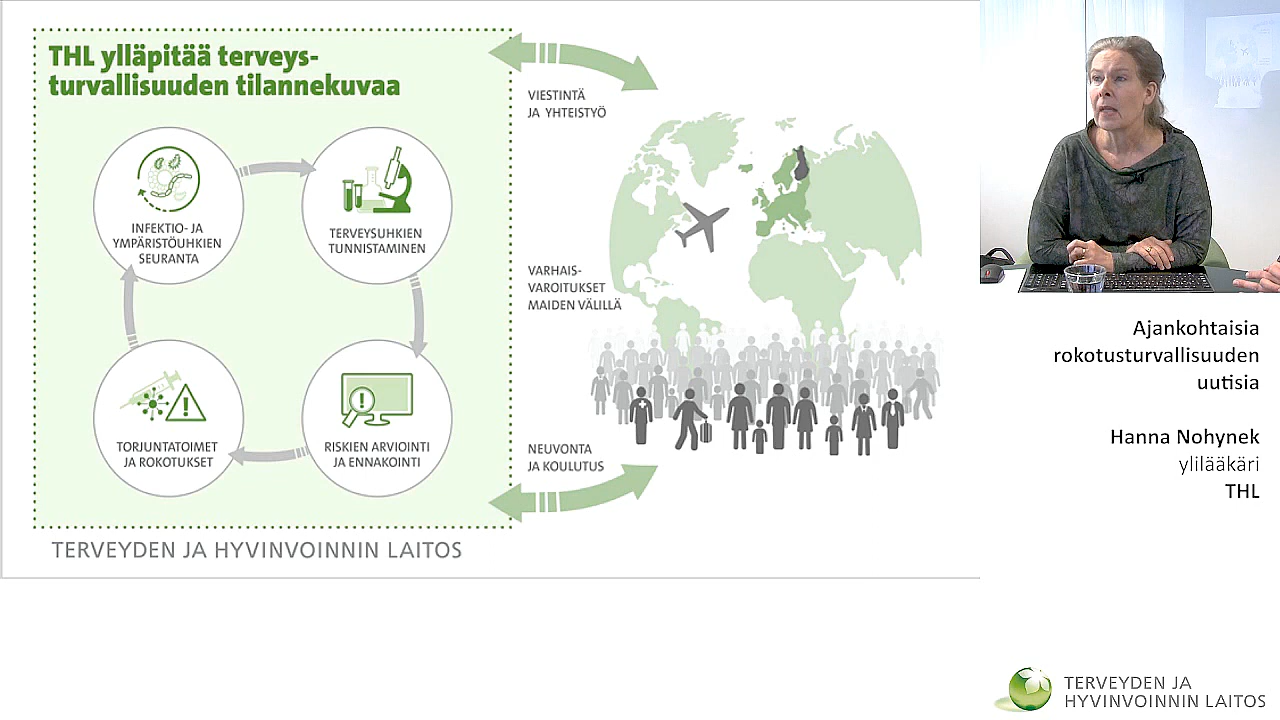 THL ylläpitää terveys-
turvallisuuden tilannekuvaa
INFEKTIO- JA
YMPÄRISTÖUHKIEN
SEURANTA
TERVEYSUHKIEN
TUNNISTAMINEN
TORJUNTATOIMET
JA ROKOTUKSET
RISKIEN ARVIOINTI
JA ENNAKOINTI
VIESTINTÄ
JA YHTEISTYÖ
VARHAIS-
VAROITUKSET
MAIDEN VÄLILLÄ
NEUVONTA
JA KOULUTUS
TERVEYDEN JA HYVINVOINNIN LAITOS
Ajankohtaisia
rokotusturvallisuuden
uutisia
Hanna Nohynek
ylilääkäri
THL
TERVEYDEN JA
HYVINVOINNIN LAITOS